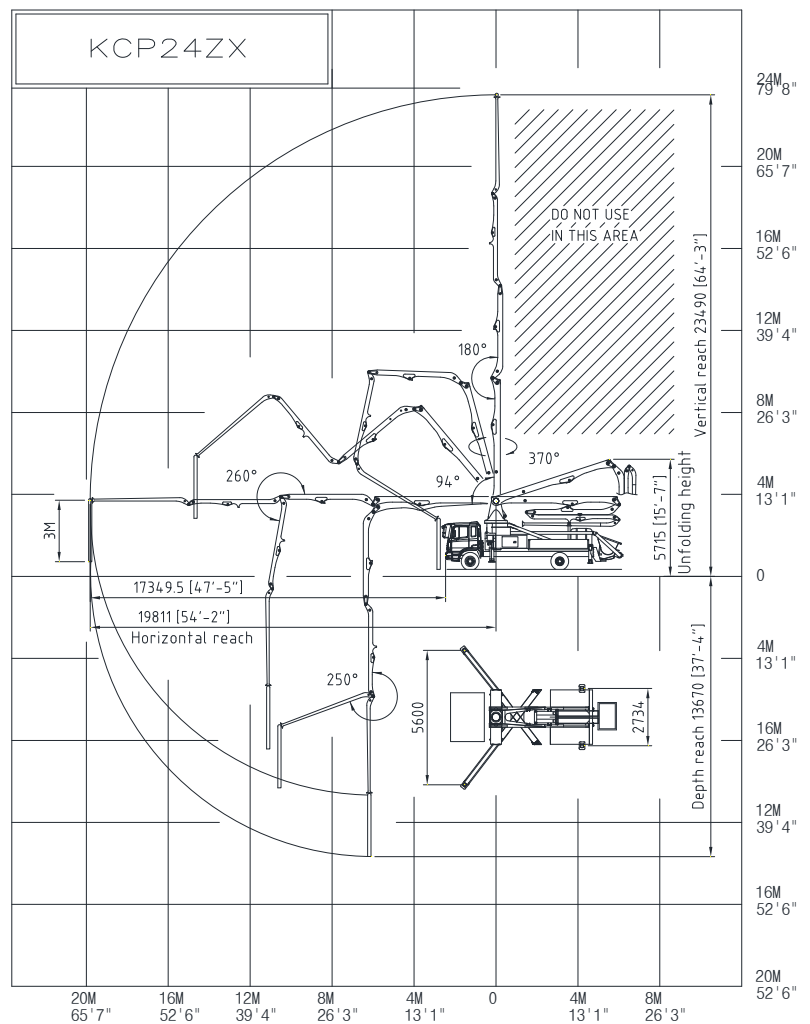 KCP24ZX
24M
79'8"
20M
65'7"
DO NOT USE
IN THIS AREA
16M
52'6"
Vertical reach 23490 [64'-3"]
12M
39'4"
180°
8M
26'3"
370°
260°
94°
4M
13'1"
5715 [15'-7"]
Unfolding height
3M
0
17349.5 [47'-5"]
19811 [54'-2"]
Horizontal reach
4M
13'1"
250°
5600
2734
Depth reach 13670 [37'-4"]
16M
26'3"
12M
39'4"
16M
52'6"
20M
52'6"
20M 16M 12M 8M 4M 0 4M 8M
65'7" 52'6" 39'4" 26'3" 13'1" 13'1" 26'3"